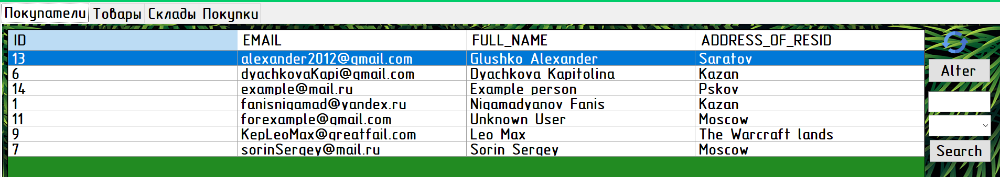 Покупатели Товары Склады Покупки
ID EMAIL FULL_NAME ADDRESS_OF_RESID
13 alexander2012@gmail.com Glushko Alexander Saratov
Alter
6 dyachkovaKapi@gmail.com Dyachkova Kapitolina Kazan
14 example@mail.ru Example person Pskov
1 fanisnigamad@yandex.ru Nigamadyanov Fanis Kazan
11 forexample@gmail.com Unknown User Moscow
9 KepLeoMax@greatfail.com Leo Max The Warcraft lands
7 sorinSergey@mail.ru Sorin Sergey Moscow
Search